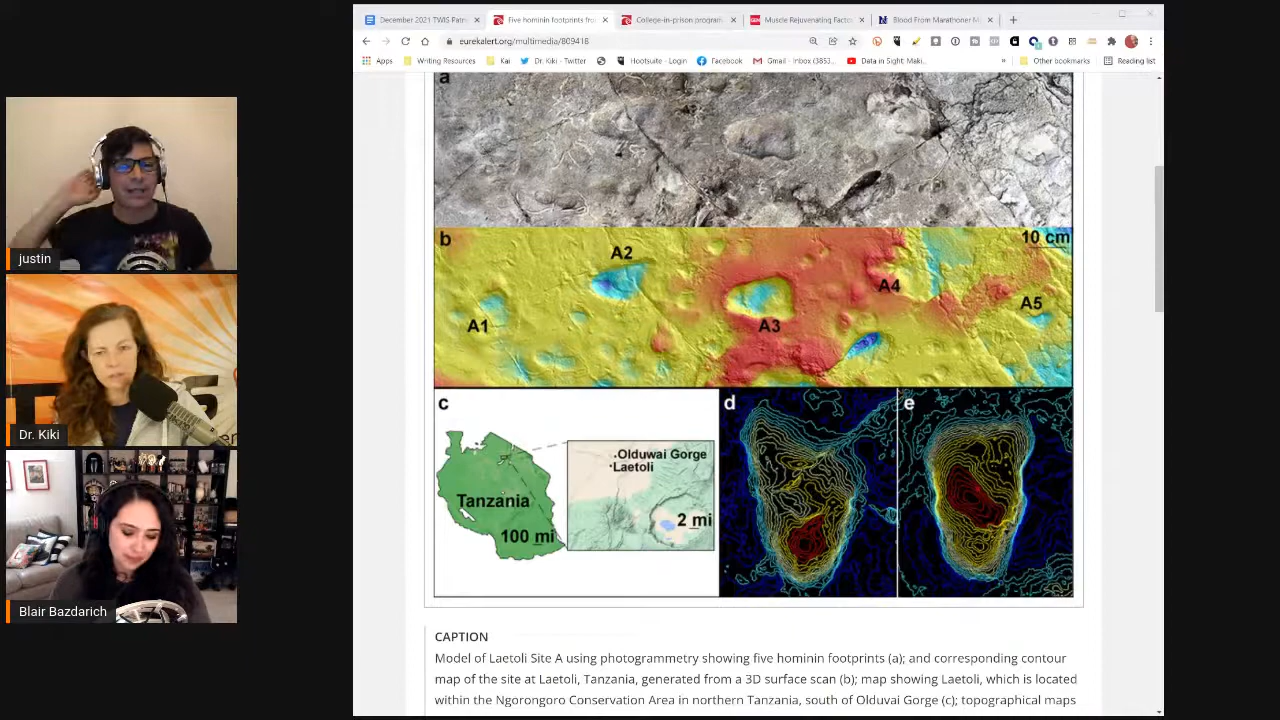 December 2021 TWIS Patr
Five hominin footprints fro
College-in-prison program
Muscle Rejuvenating Facto
Blood From Marathoner M
eurekalert.org/multimedia/809418
Apps
Writing Resources
Kai
Dr. Kiki - Twitter
Hootsuite - Login
Facebook
Gmail - Inbox (3853...
Data in Sight: Maki...
»
Other bookmarks
Reading list
a
b
10 cm
A1
A2
A3
A4
A5
c
Tanzania
100 mi
Olduwai Gorge
Laetoli
2 mi
d
e
CAPTION
Model of Laetoli Site A using photogrammetry showing five hominin footprints (a); and corresponding contour
map of the site at Laetoli, Tanzania, generated from a 3D surface scan (b); map showing Laetoli, which is located
within the Ngorongoro Conservation Area in northern Tanzania, south of Olduvai Gorge (c); topographical maps
justin
Dr. Kiki
Blair Bazdarich